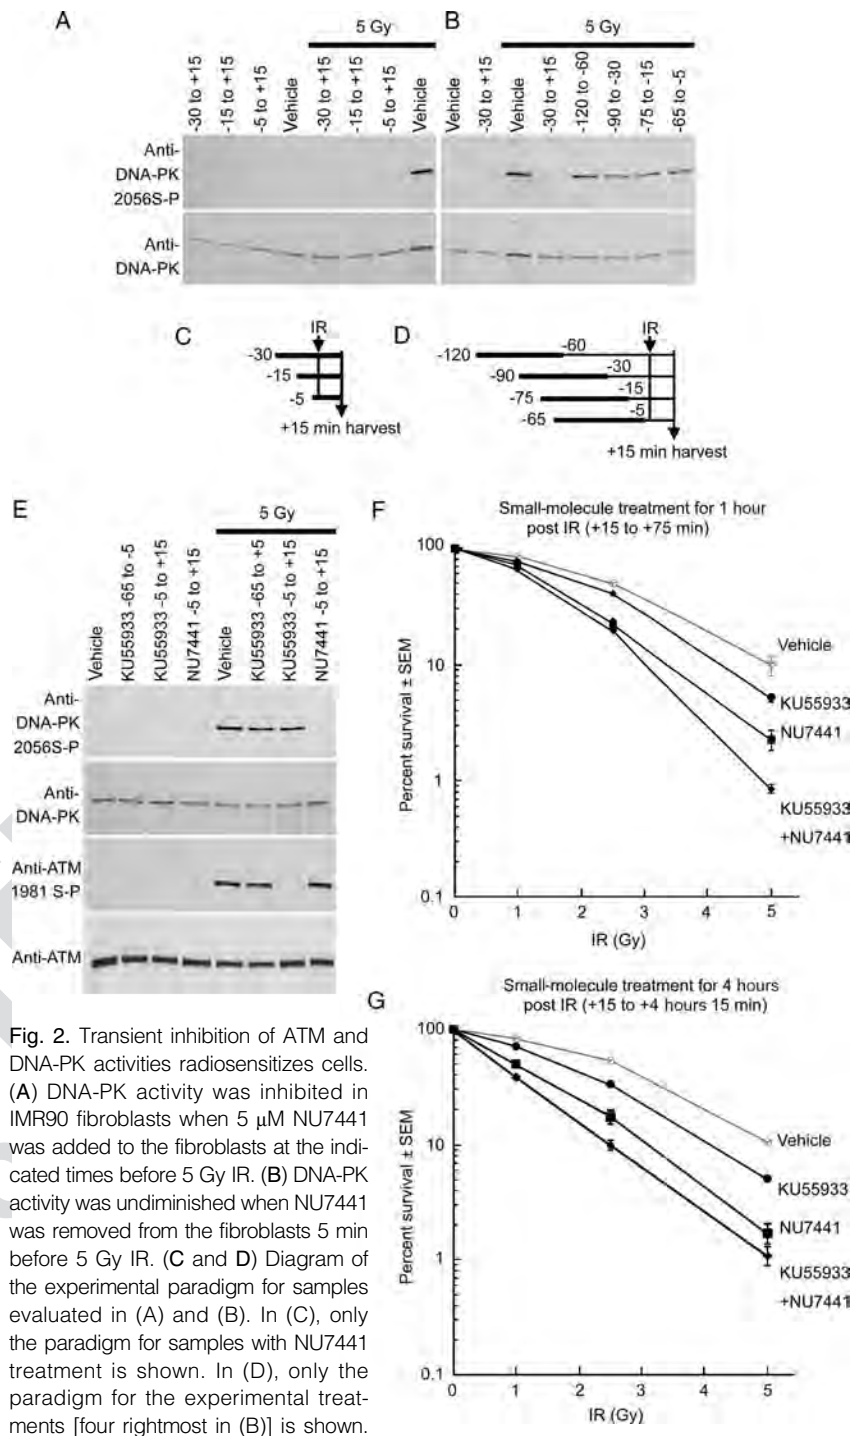 A
5 Gy
B
5 Gy
-30 to +15
-15 to +15
-5 to +15
Vehicle
-30 to +15
-15 to +15
-5 to +15
Vehicle
Vehicle
-30 to +15
Vehicle
-30 to +15
-120 to -60
-90 to -30
-75 to -15
-65 to -5
Anti-
DNA-PK
2056S-P
Anti-
DNA-PK
C
IR
-30
-15
-5
+15 min harvest
D
IR
-120
-60
-90
-30
-75
-15
-65
-5
+15 min harvest
E
5 Gy
Vehicle
KU55933 -65 to -5
KU55933 -5 to +15
NU7441 -5 to +15
Vehicle
KU55933 -65 to +5
KU55933 -5 to +15
NU7441 -5 to +15
Anti-
DNA-PK
2056S-P
Anti-
DNA-PK
Anti-ATM
1981 S-P
Anti-ATM
F
Small-molecule treatment for 1 hour
post IR (+15 to +75 min)
Percent survival ± SEM
100
10
1
0.1
0
1
2
3
4
5
IR (Gy)
Vehicle
KU55933
NU7441
KU55933
+NU7441
G
Small-molecule treatment for 4 hours
post IR (+15 to +4 hours 15 min)
Percent survival ± SEM
100
10
1
0.1
0
1
2
3
4
5
IR (Gy)
Vehicle
KU55933
NU7441
KU55933
+NU7441
Fig. 2. Transient inhibition of ATM and
DNA-PK activities radiosensitizes cells.
(A) DNA-PK activity was inhibited in
IMR90 fibroblasts when 5 μM NU7441
was added to the fibroblasts at the indi-
cated times before 5 Gy IR. (B) DNA-PK
activity was undiminished when NU7441
was removed from the fibroblasts 5 min
before 5 Gy IR. (C and D) Diagram of
the experimental paradigm for samples
evaluated in (A) and (B). In (C), only
the paradigm for samples with NU7441
treatment is shown. In (D), only the
paradigm for the experimental treat-
ments [four rightmost in (B)] is shown.